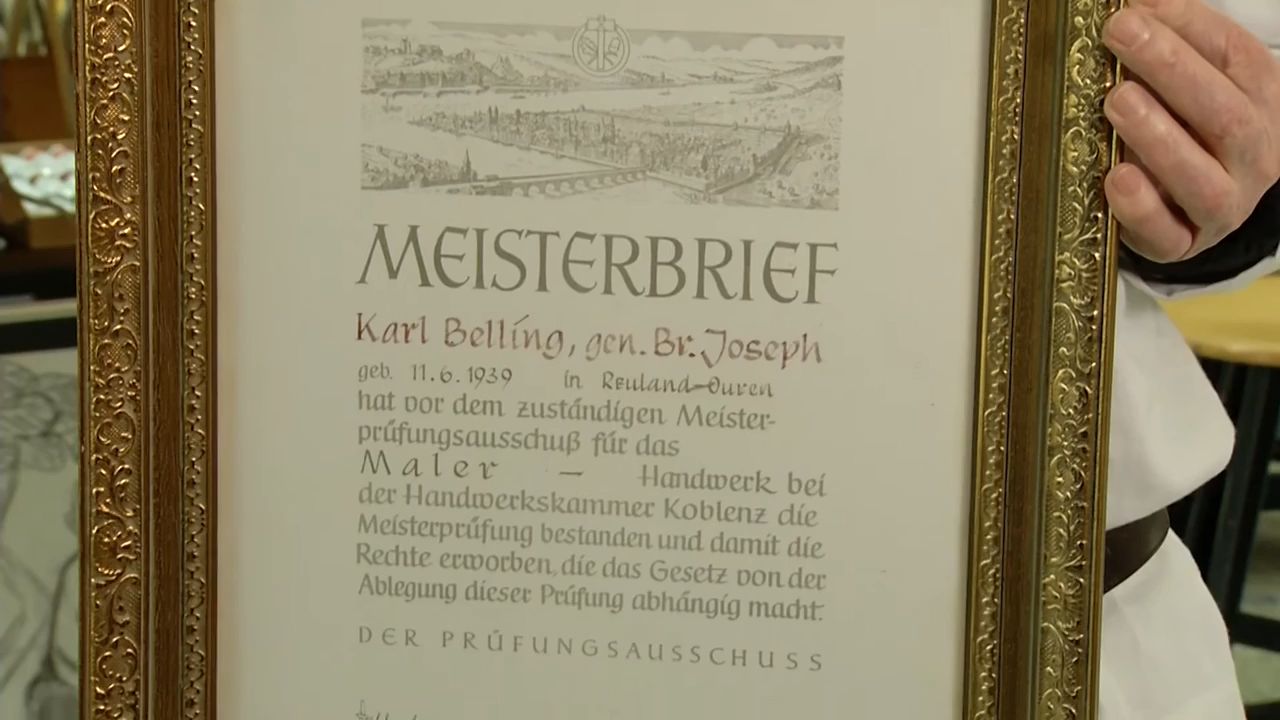 MEISTERBRIEF
Karl Belling, gen. Br. Joseph
geb. 11.6.1939 in Reuland-Ouren
hat vor dem zuständigen Meister-
prüfungsausschuß für das
Maler – Handwerk bei
der Handwerkskammer Koblenz die
Meisterprüfung bestanden und damit die
Rechte erworben, die das Gesetz von der
Ablegung dieser Prüfung abhängig macht.
DER PRÜFUNGSAUSSCHUSS